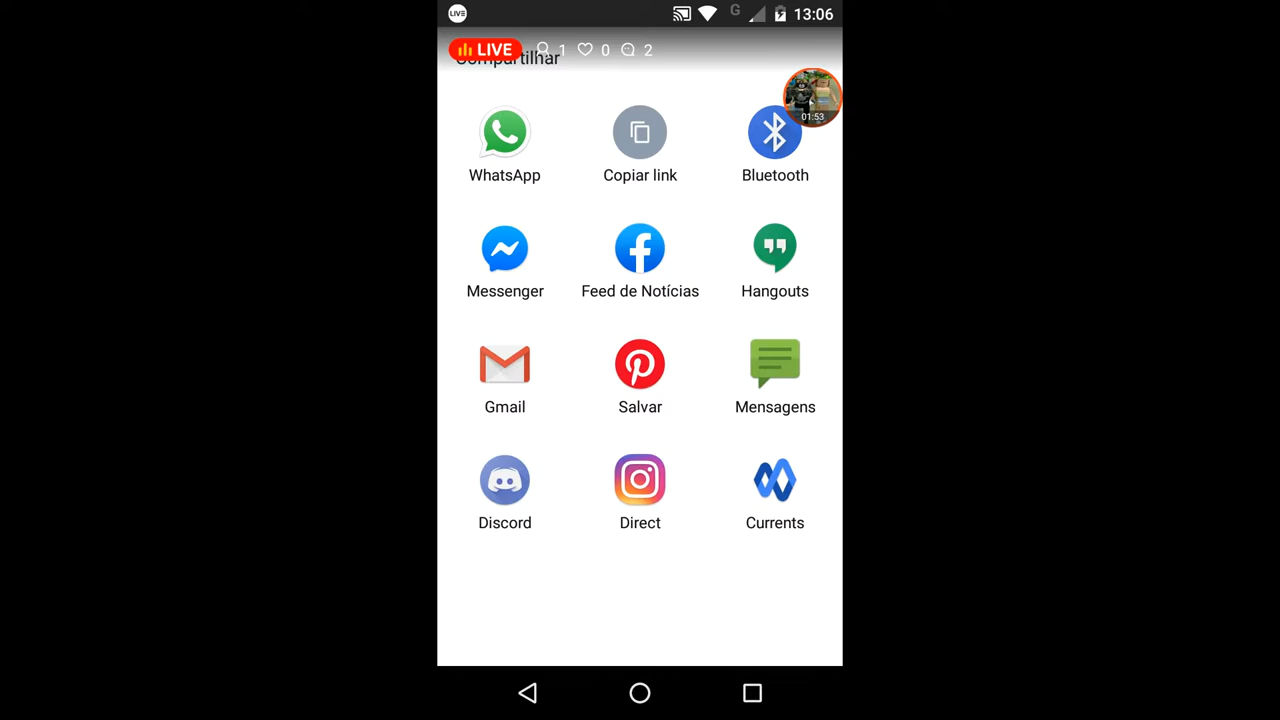 LIVE G 13:06
LIVE 1 0 2
Compartilhar
01:53
WhatsApp Copiar link Bluetooth
Messenger Feed de Notícias Hangouts
Gmail Salvar Mensagens
Discord Direct Currents